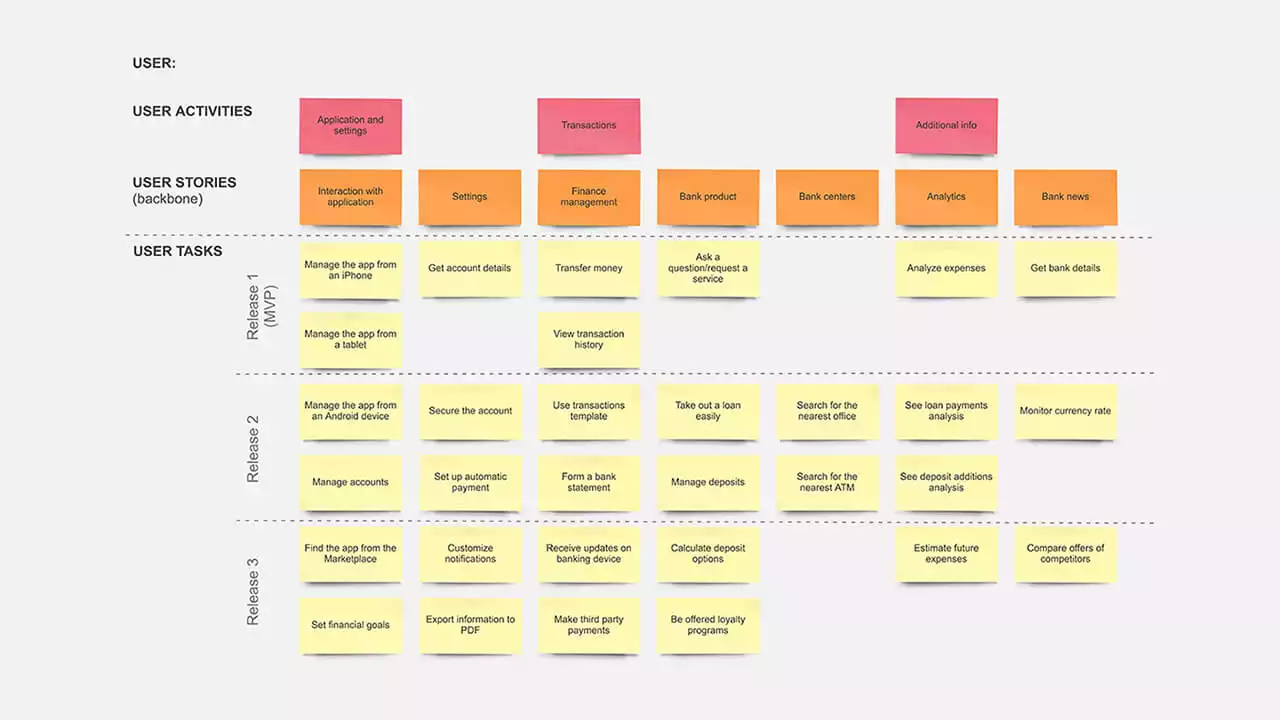 USER:
USER ACTIVITIES
Application and
settings
Transactions
Additional info
USER STORIES
(backbone)
Interaction with
application
Settings
Finance
management
Bank product
Bank centers
Analytics
Bank news
USER TASKS
Release 1
(MVP)
Manage the app from
an iPhone
Get account details
Transfer money
Ask a
question/request a
service
Analyze expenses
Get bank details
Manage the app from
a tablet
View transaction
history
Release 2
Manage the app from
an Android device
Secure the account
Use transactions
template
Take out a loan
easily
Search for the
nearest office
See loan payments
analysis
Monitor currency rate
Manage accounts
Set up automatic
payment
Form a bank
statement
Manage deposits
Search for the
nearest ATM
See deposit additions
analysis
Release 3
Find the app from the
Marketplace
Customize
notifications
Receive updates on
banking device
Calculate deposit
options
Estimate future
expenses
Compare offers of
competitors
Set financial goals
Export information to
PDF
Make third party
payments
Be offered loyalty
programs